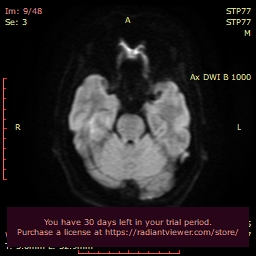 Im: 9/48
Se: 3
A
STP77
STP77
M
Ax DWI B 1000
R
L
You have 30 days left in your trial period.
Purchase a license at https://radiantviewer.com/store/